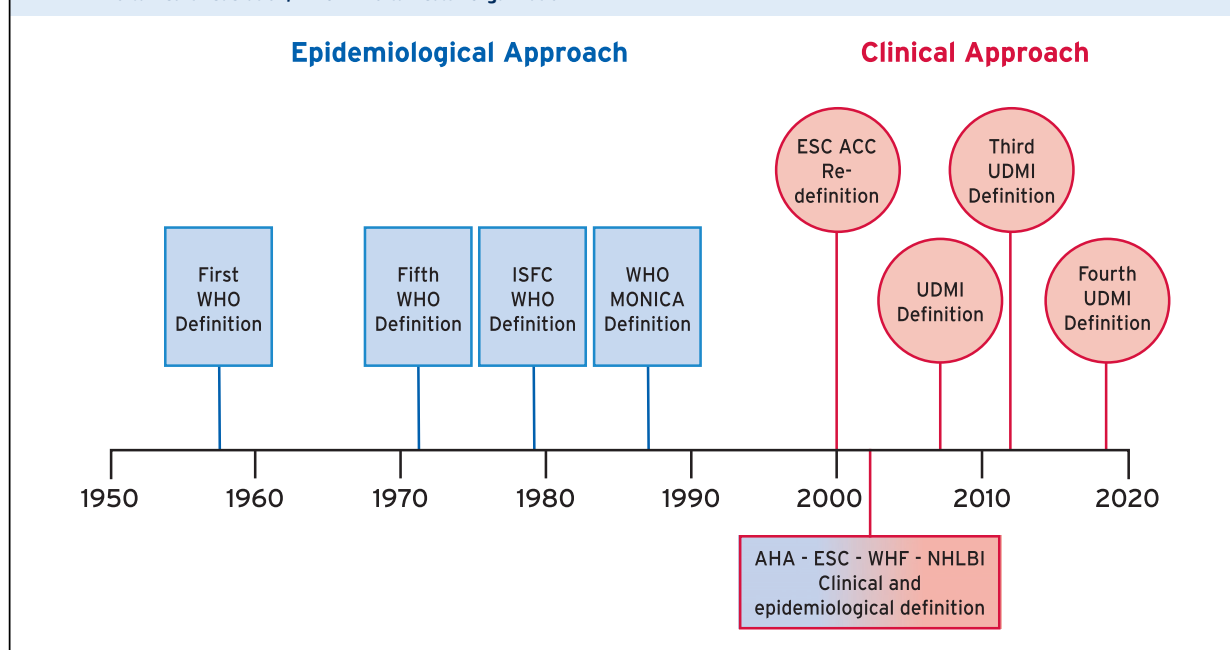 Epidemiological Approach
Clinical Approach
ESC ACC
Re-
definition
Third
UDMI
Definition
First
WHO
Definition
Fifth
WHO
Definition
ISFC
WHO
Definition
WHO
MONICA
Definition
UDMI
Definition
Fourth
UDMI
Definition
1950
1960
1970
1980
1990
2000
2010
2020
AHA - ESC - WHF - NHLBI
Clinical and
epidemiological definition